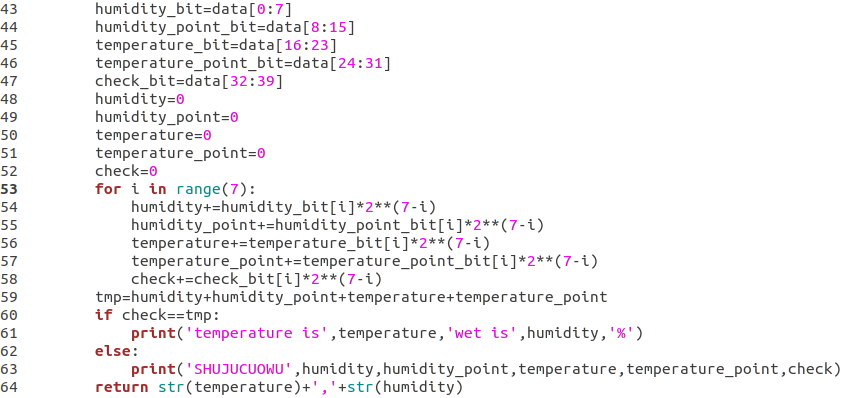 43 humidity_bit=data[0:7]
44 humidity_point_bit=data[8:15]
45 temperature_bit=data[16:23]
46 temperature_point_bit=data[24:31]
47 check_bit=data[32:39]
48 humidity=0
49 humidity_point=0
50 temperature=0
51 temperature_point=0
52 check=0
53 for i in range(7):
54 humidity+=humidity_bit[i]*2**(7-i)
55 humidity_point+=humidity_point_bit[i]*2**(7-i)
56 temperature+=temperature_bit[i]*2**(7-i)
57 temperature_point+=temperature_point_bit[i]*2**(7-i)
58 check+=check_bit[i]*2**(7-i)
59 tmp=humidity+humidity_point+temperature+temperature_point
60 if check==tmp:
61 print('temperature is',temperature,'wet is',humidity,'%')
62 else:
63 print('SHUJUCUOWU',humidity,humidity_point,temperature,temperature_point,check)
64 return str(temperature)+','+str(humidity)